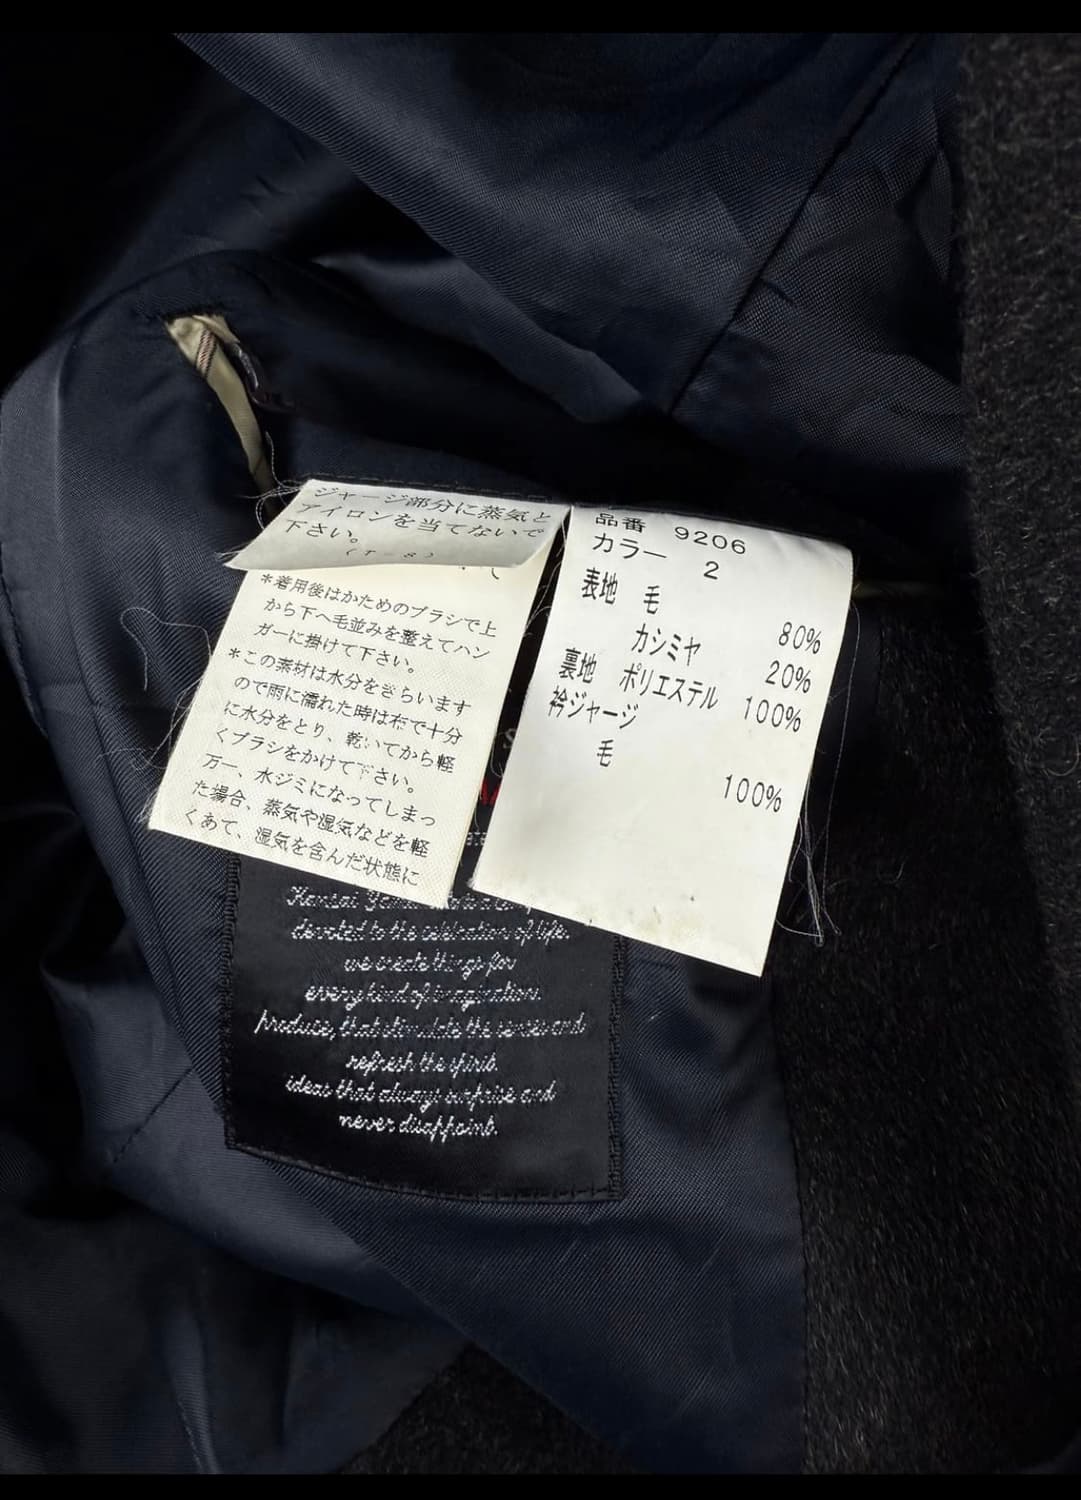 ジャージ部分に蒸気と
アイロンを当てないで
下さい。
(T-8)
*着用後はかためのブラシで上
から下へ毛並みを整えてハン
ガーに掛けて下さい。
*この素材は水分をきらいます
ので雨に濡れた時は布で十分
に水分をとり、乾いてから軽
くブラシをかけて下さい。
万一、水ジミになってしまっ
た場合、蒸気や湿気などを軽
くあて、湿気を含んだ状態に
品番 9206
カラー 2
表地 毛 80%
カシミヤ 20%
裏地 ポリエステル 100%
衿ジャージ
毛 100%
Kansai
devoted to the celebration of life.
we create things for
every kind of imagination.
produce, that stimulate the senses and
refresh the spirit.
ideas that always surprise and
never disappoint.